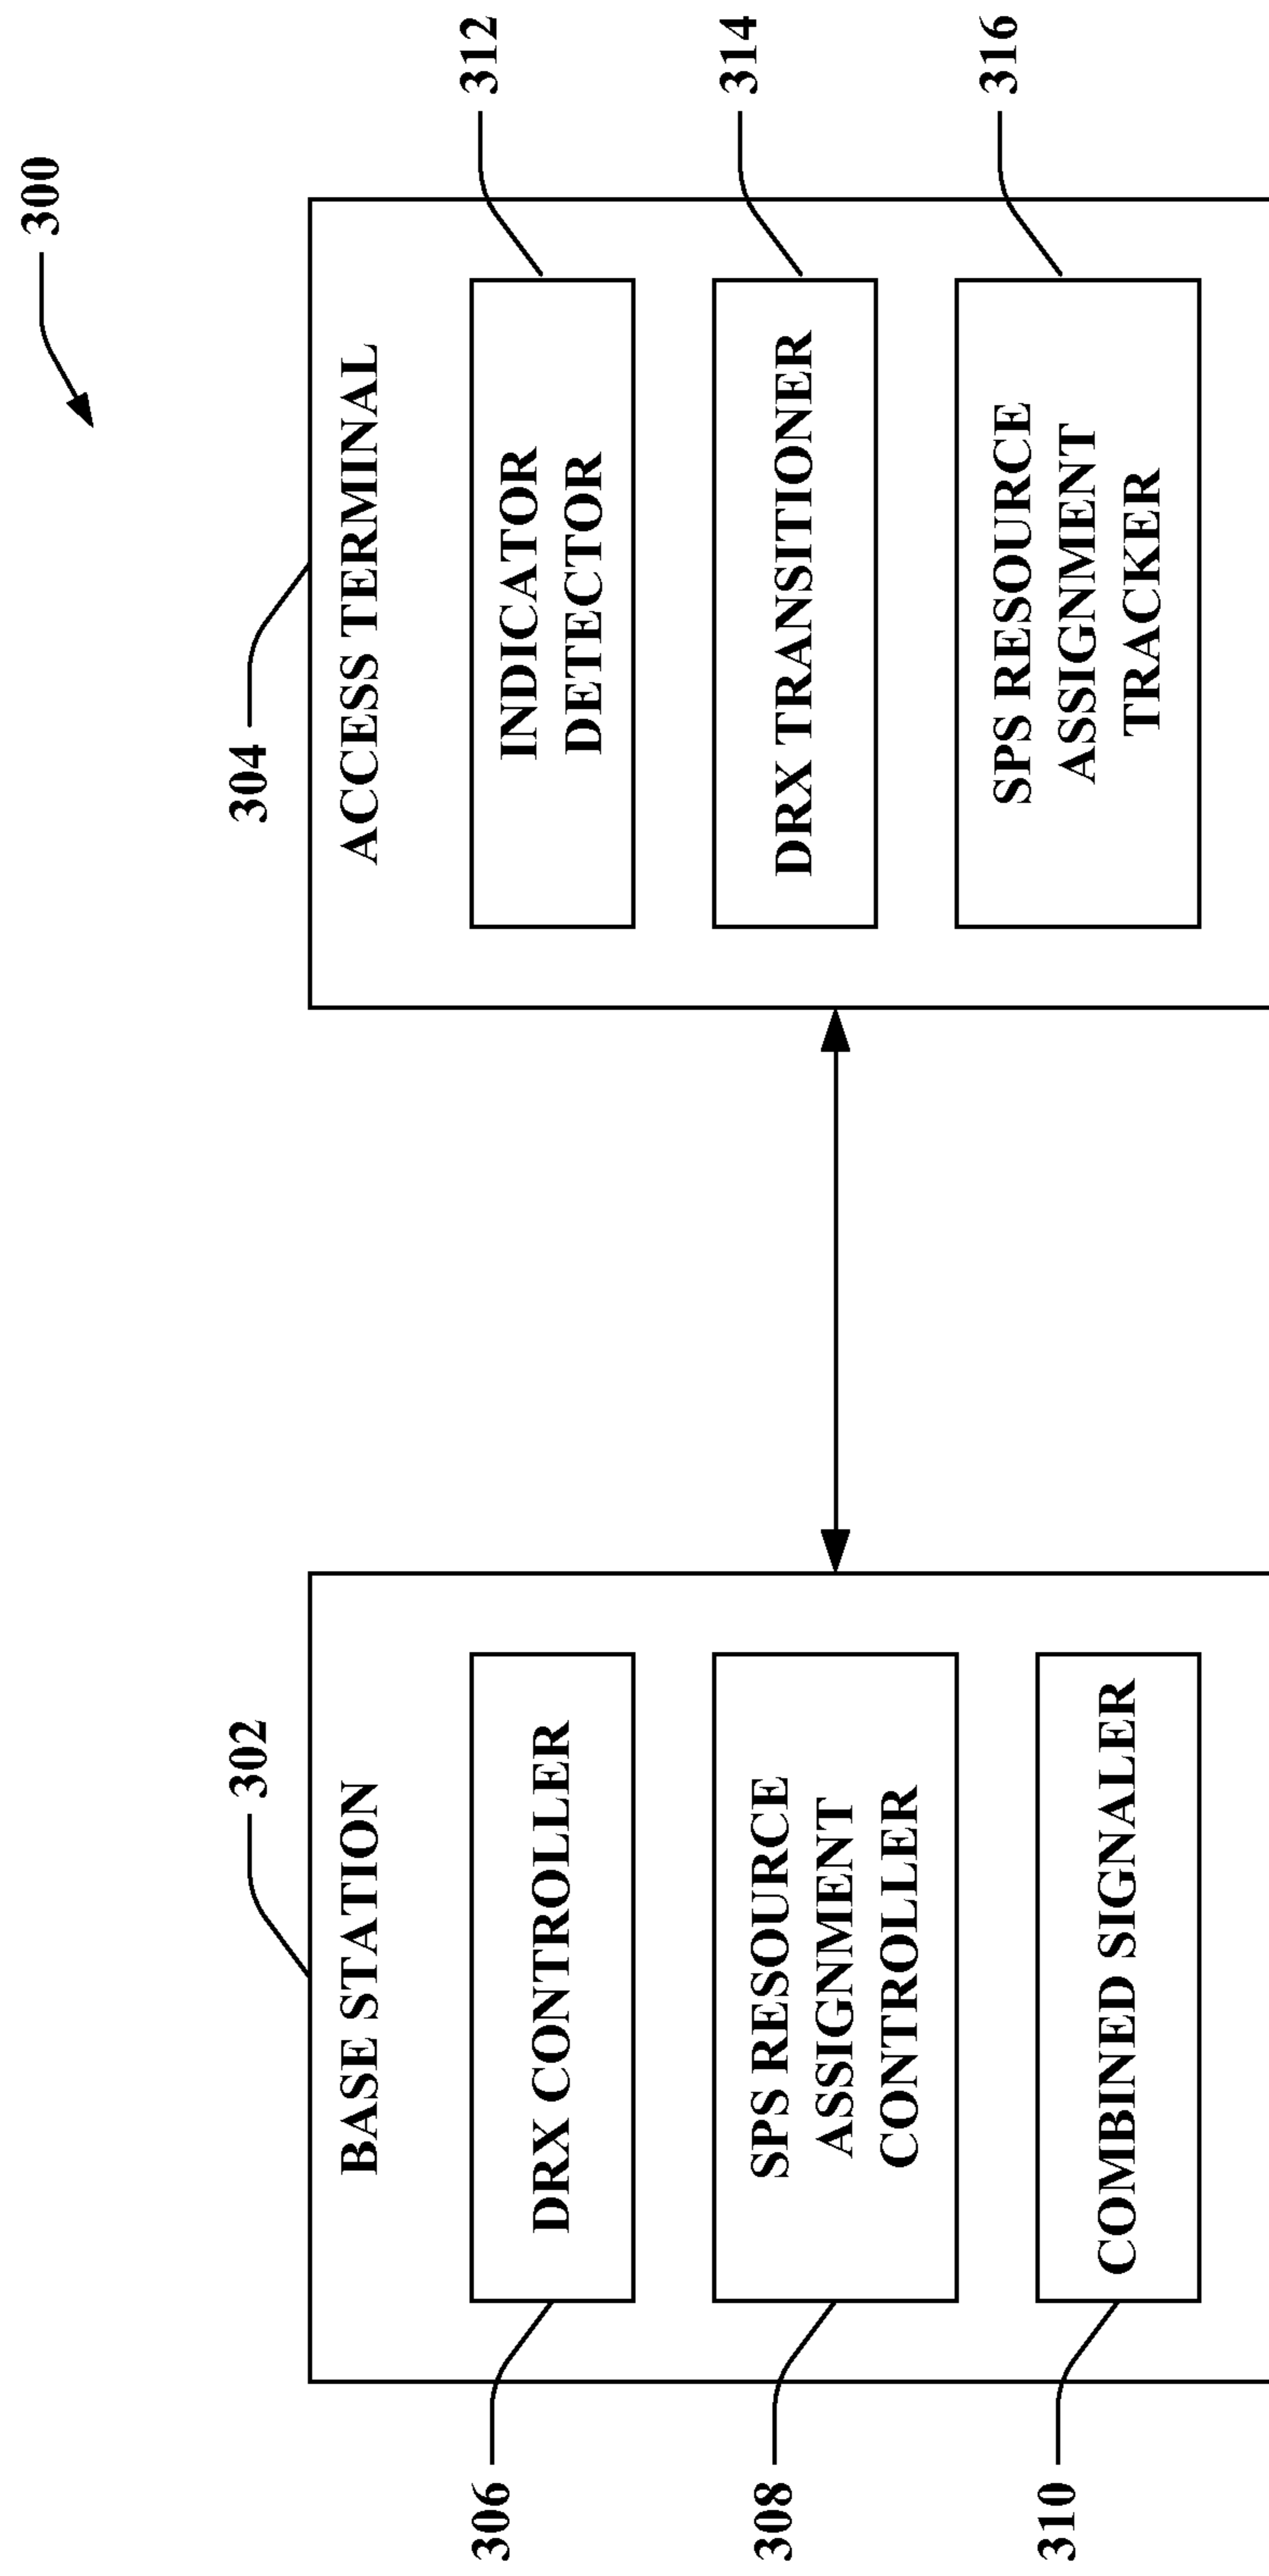 300
302
BASE STATION
306
DRX CONTROLLER
308
SPS RESOURCE
ASSIGNMENT
CONTROLLER
310
COMBINED SIGNALER
304
ACCESS TERMINAL
312
INDICATOR
DETECTOR
314
DRX TRANSITIONER
316
SPS RESOURCE
ASSIGNMENT
TRACKER